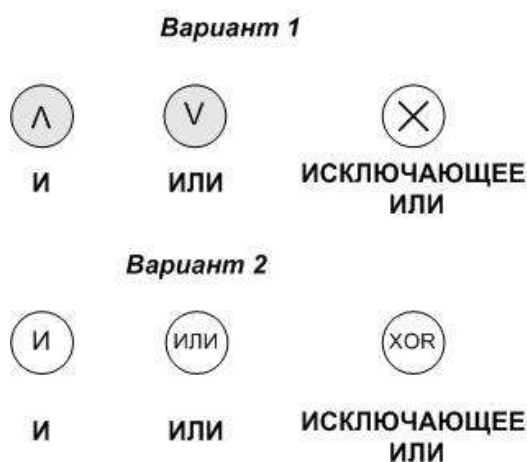 Вариант 1
Λ V X
И ИЛИ ИСКЛЮЧАЮЩЕЕ ИЛИ
Вариант 2
И ИЛИ XOR
И ИЛИ ИСКЛЮЧАЮЩЕЕ ИЛИ